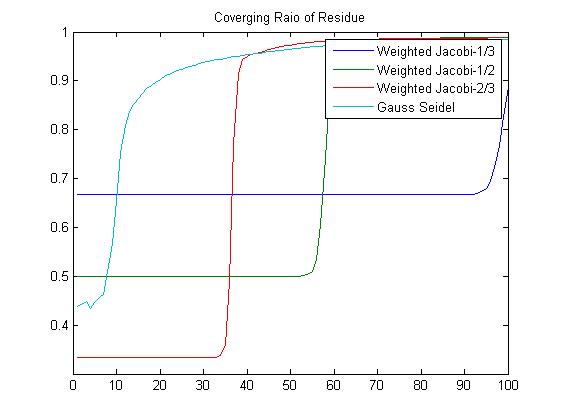 Coverging Raio of Residue
1
0.9
0.8
0.7
0.6
0.5
0.4
Weighted Jacobi-1/3
Weighted Jacobi-1/2
Weighted Jacobi-2/3
Gauss Seidel
0 10 20 30 40 50 60 70 80 90 100